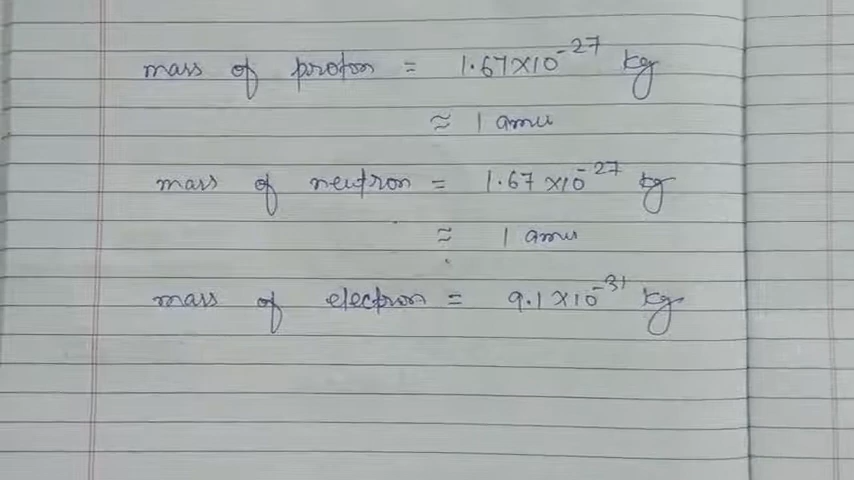 mass of proton = 1.67×10⁻²⁷ kg
≈ 1 amu
mass of neutron = 1.67×10⁻²⁷ kg
≈ 1 amu
mass of electron = 9.1×10⁻³¹ kg